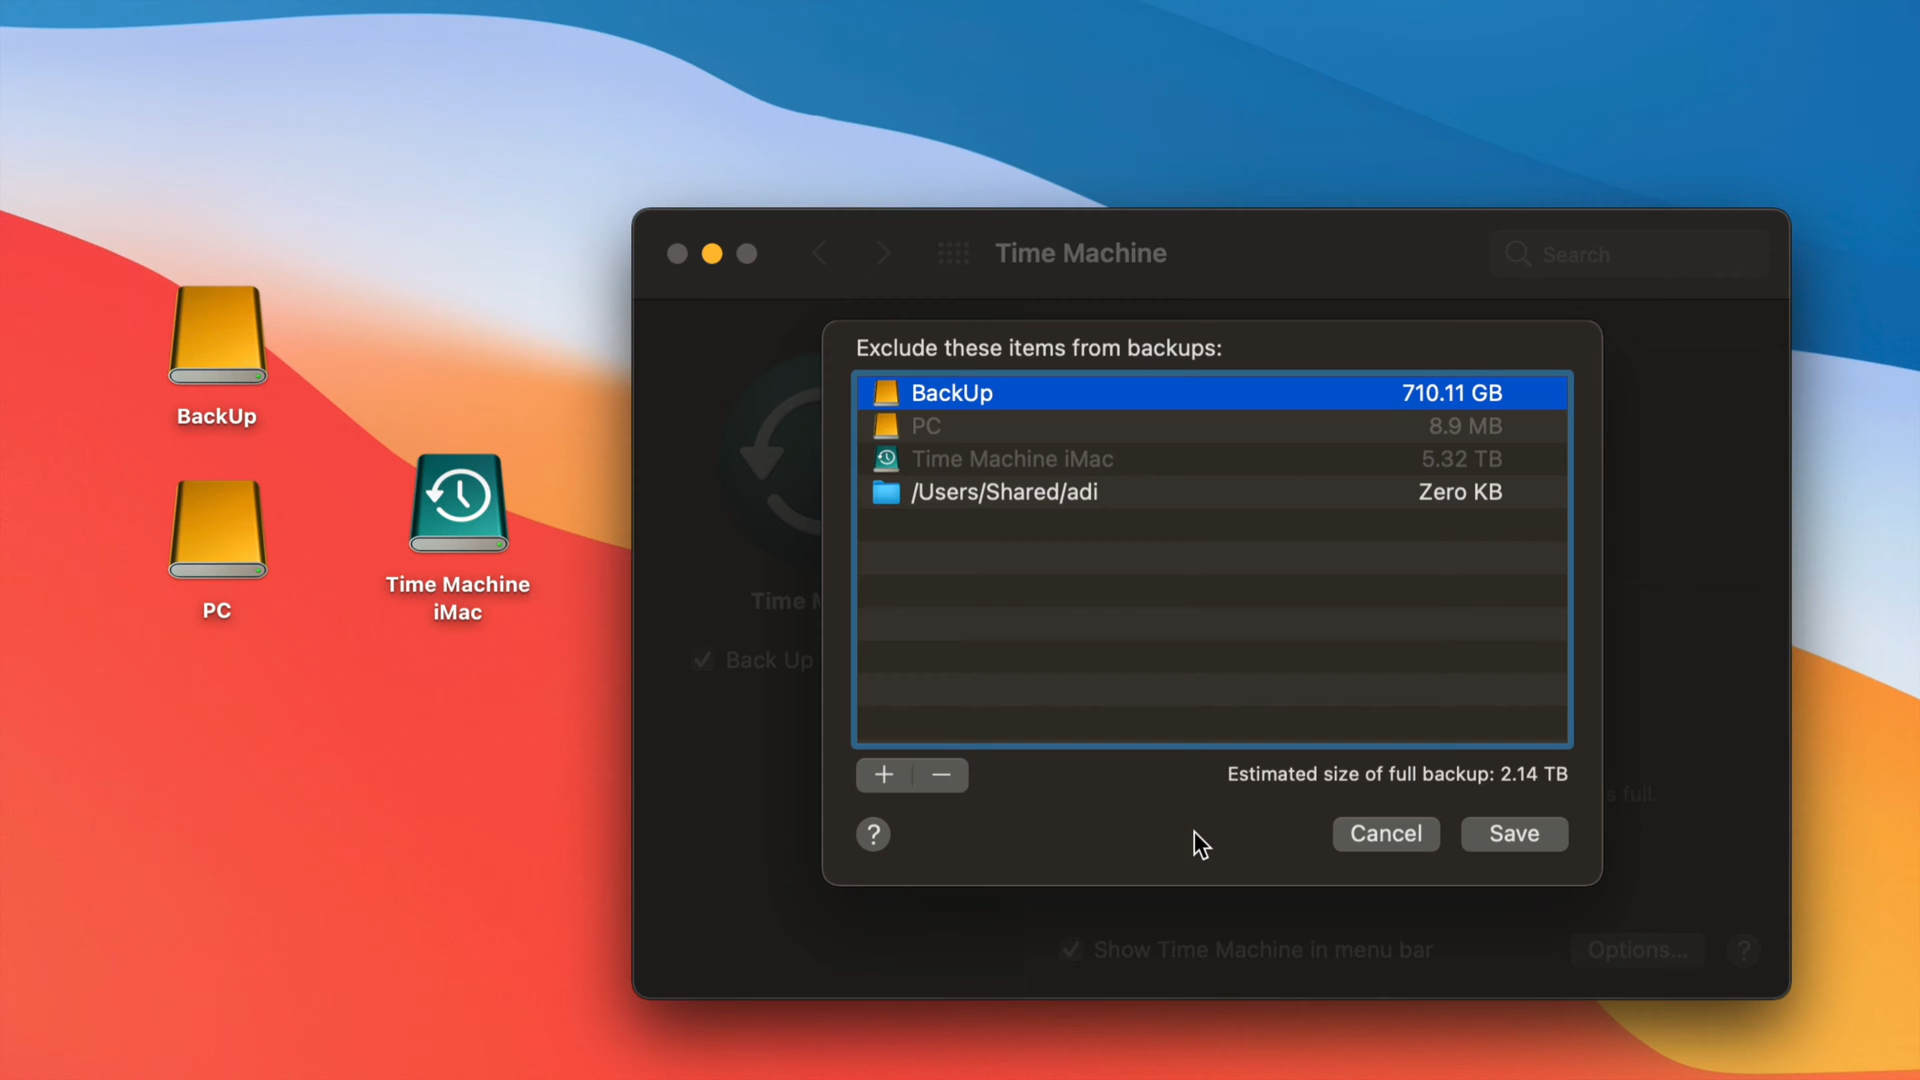 Time Machine
Search
Exclude these items from backups:
BackUp 710.11 GB
PC 8.9 MB
Time Machine iMac 5.32 TB
/Users/Shared/adi Zero KB
+ − Estimated size of full backup: 2.14 TB
? Cancel Save
Time M
Back Up
s full.
Show Time Machine in menu bar Options... ?
BackUp
PC
Time Machine
iMac